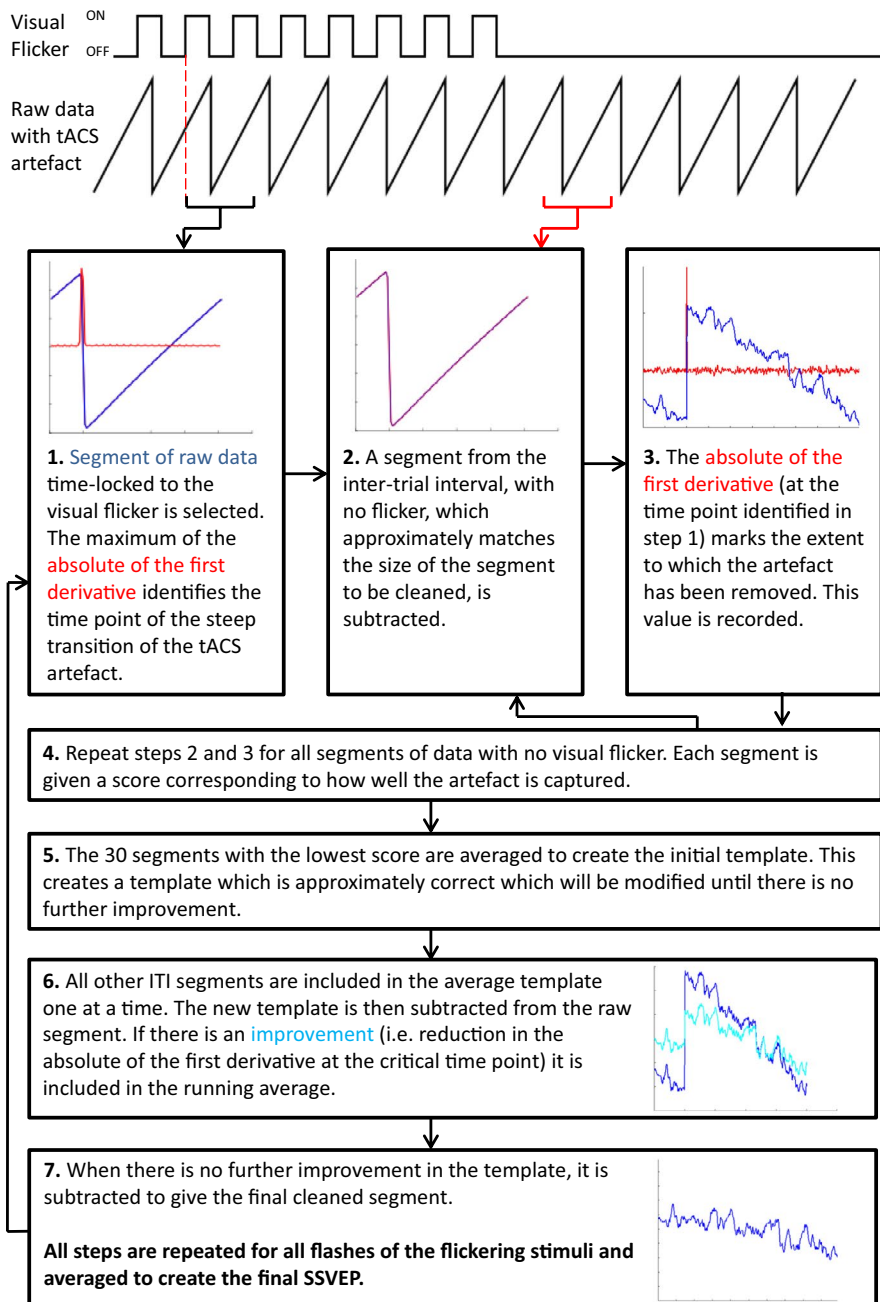 Visual
Flicker
ON
OFF
Raw data
with tACS
artefact
1. Segment of raw data
time-locked to the
visual flicker is selected.
The maximum of the
absolute of the first
derivative identifies the
time point of the steep
transition of the tACS
artefact.
2. A segment from the
inter-trial interval, with
no flicker, which
approximately matches
the size of the segment
to be cleaned, is
subtracted.
3. The absolute of the
first derivative (at the
time point identified in
step 1) marks the extent
to which the artefact
has been removed. This
value is recorded.
4. Repeat steps 2 and 3 for all segments of data with no visual flicker. Each segment is
given a score corresponding to how well the artefact is captured.
5. The 30 segments with the lowest score are averaged to create the initial template. This
creates a template which is approximately correct which will be modified until there is no
further improvement.
6. All other ITI segments are included in the average template
one at a time. The new template is then subtracted from the raw
segment. If there is an improvement (i.e. reduction in the
absolute of the first derivative at the critical time point) it is
included in the running average.
7. When there is no further improvement in the template, it is
subtracted to give the final cleaned segment.
All steps are repeated for all flashes of the flickering stimuli and
averaged to create the final SSVEP.